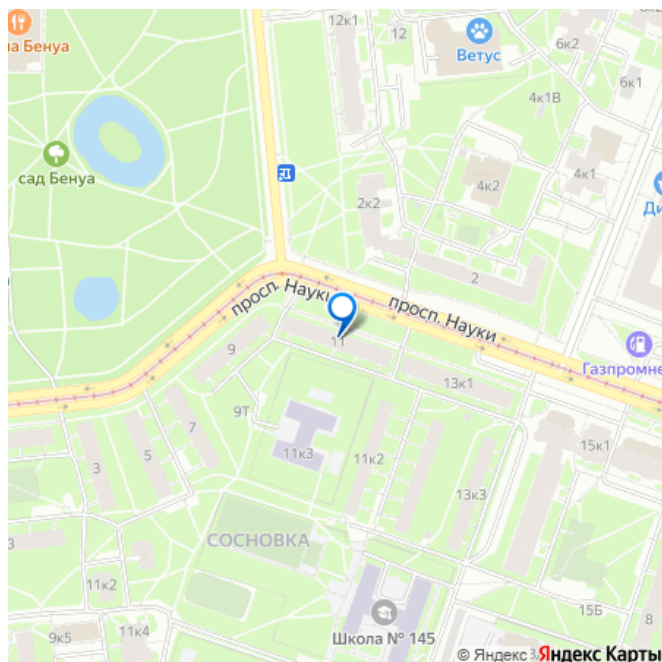 12к1
12
Ветус
6к2
6к1
на Бенуа
4к1В
сад Бенуа
4к1
4к2
2к2
2
просп. Науки
просп. Науки
11
9
Газпромне
13к1
9Т
7
5
3
11к3
11к2
13к3
15к1
СОСНОВКА
3
11к2
15Б
9к5
11к4
Школа № 145
8
© Яндекс
Яндекс Карты